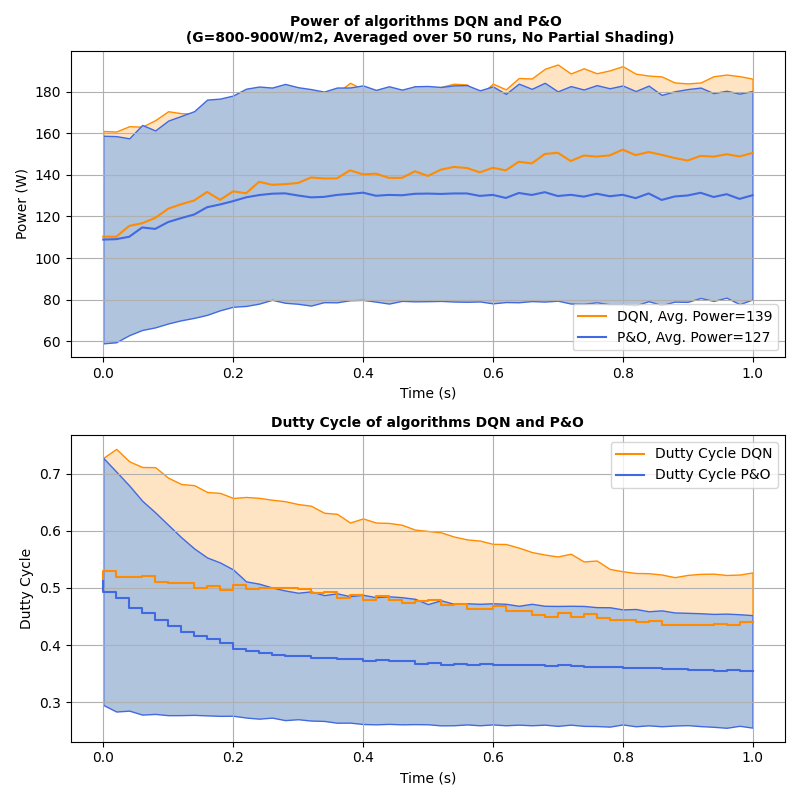 Power of algorithms DQN and P&O
(G=800-900W/m2, Averaged over 50 runs, No Partial Shading)
Power (W)
180
160
140
120
100
80
60
0.0 0.2 0.4 0.6 0.8 1.0
Time (s)
DQN, Avg. Power=139
P&O, Avg. Power=127
Dutty Cycle of algorithms DQN and P&O
Dutty Cycle
0.7
0.6
0.5
0.4
0.3
0.0 0.2 0.4 0.6 0.8 1.0
Time (s)
Dutty Cycle DQN
Dutty Cycle P&O